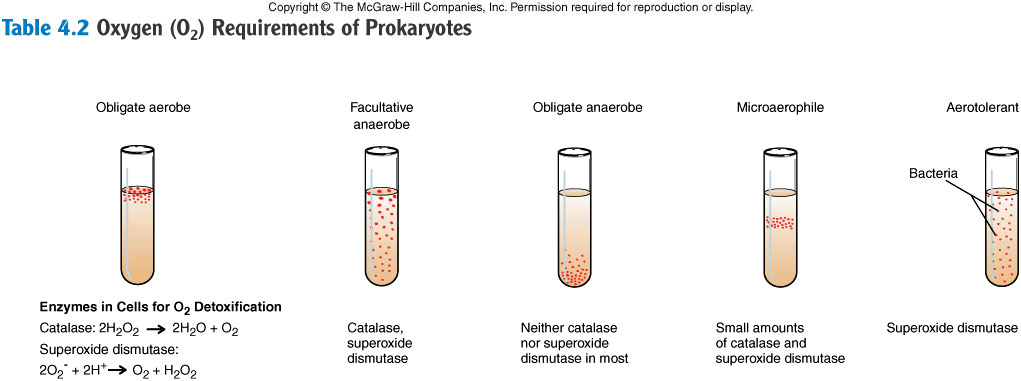 Copyright © The McGraw-Hill Companies, Inc. Permission required for reproduction or display.
Table 4.2 Oxygen (O₂) Requirements of Prokaryotes
Obligate aerobe
Facultative
anaerobe
Obligate anaerobe
Microaerophile
Aerotolerant
Bacteria
Enzymes in Cells for O₂ Detoxification
Catalase: 2H₂O₂ → 2H₂O + O₂
Superoxide dismutase:
2O₂⁻ + 2H⁺ → O₂ + H₂O₂
Catalase,
superoxide
dismutase
Neither catalase
nor superoxide
dismutase in most
Small amounts
of catalase and
superoxide dismutase
Superoxide dismutase